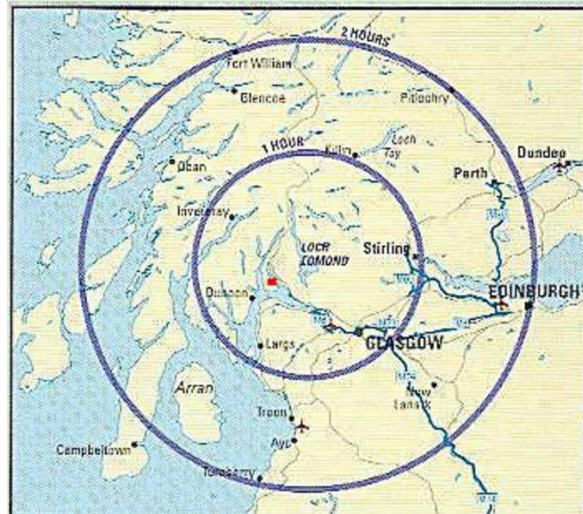 2 HOURS
Fort William
Glencoe
Pitlochry
1 HOUR
Killin
Loch
Tay
Dundee
Oban
Perth
Inveraray
LOCH
LOMOND
Stirling
Dunoon
EDINBURGH
GLASGOW
Largs
Arran
New
Lanark
Troon
Ayr
Campbeltown
Turnberry